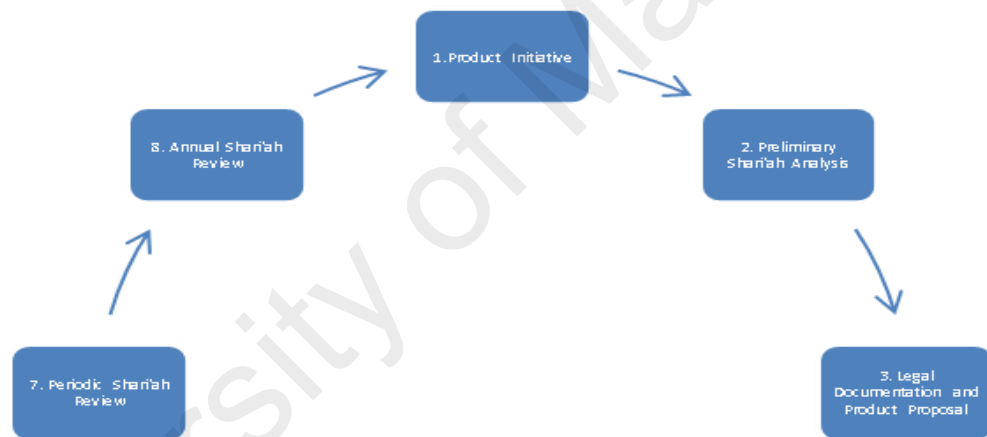 1.Product Initiative
2. Preliminary
Shari'ah Analysis
3. Legal
Documentation and
Product Proposal
7. Periodic Shari'ah
Review
8. Annual Shari'ah
Review